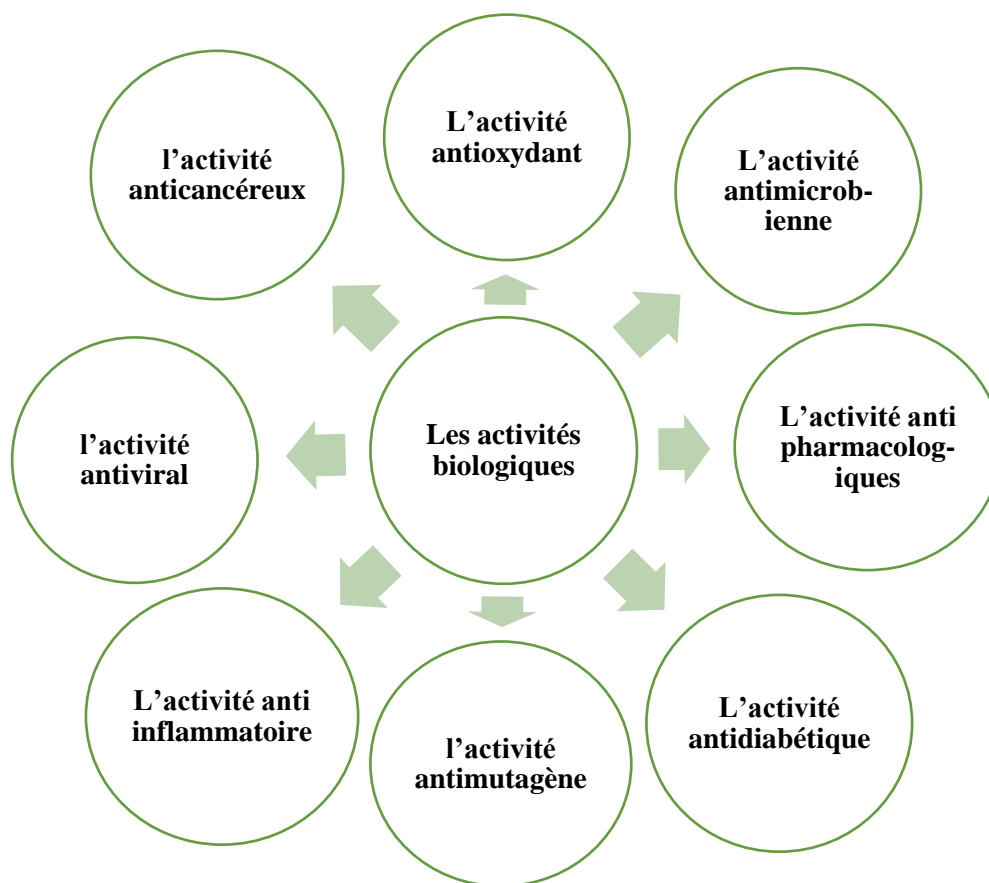 L’activité
antioxydant
l’activité
anticancéreux
L’activité
antimicrob-
ienne
Les activités
biologiques
L’activité anti
pharmacolog-
iques
l’activité
antiviral
L’activité anti
inflammatoire
l’activité
antimutagène
L’activité
antidiabétique